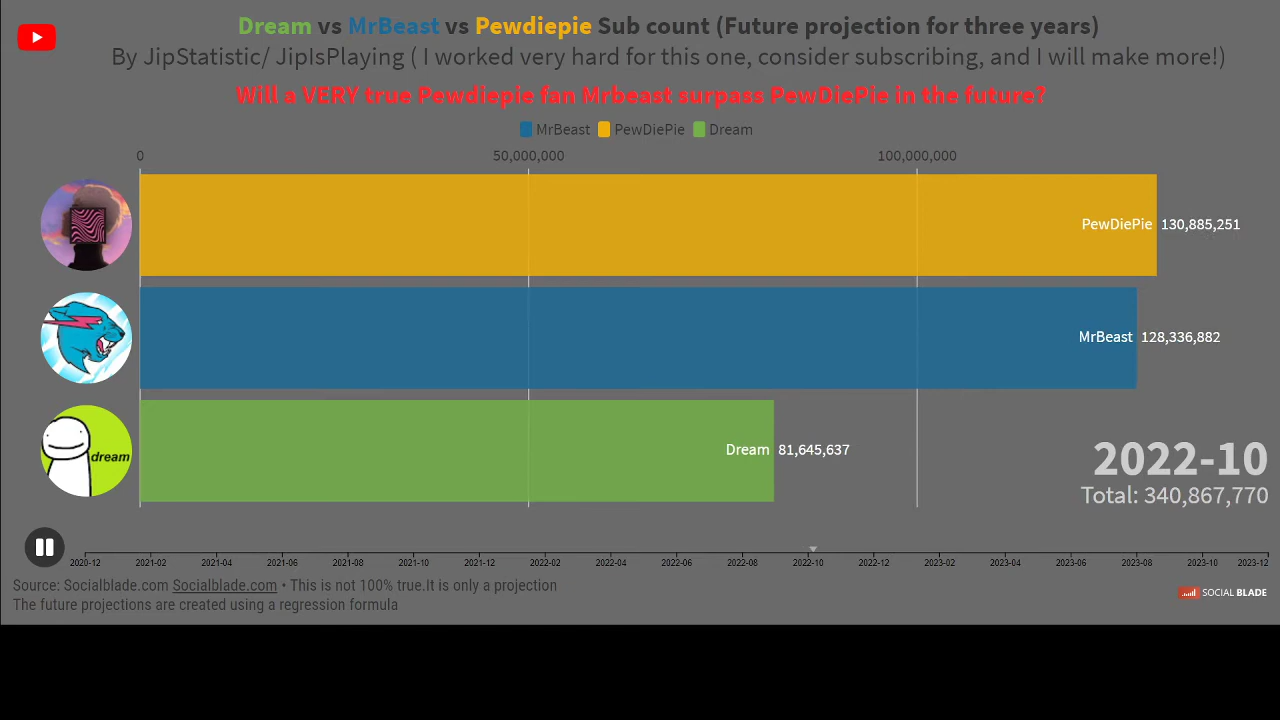 Dream vs MrBeast vs Pewdiepie Sub count (Future projection for three years)
By JipStatistic/ JipIsPlaying ( I worked very hard for this one, consider subscribing, and I will make more!)
Will a VERY true Pewdiepie fan Mrbeast surpass PewDiePie in the future?
MrBeast PewDiePie Dream
0 50,000,000 100,000,000
PewDiePie 130,885,251
MrBeast 128,336,882
dream
Dream 81,645,637
2022-10
Total: 340,867,770
2020-12 2021-02 2021-04 2021-06 2021-08 2021-10 2021-12 2022-02 2022-04 2022-06 2022-08 2022-10 2022-12 2023-02 2023-04 2023-06 2023-08 2023-10 2023-12
Source: Socialblade.com Socialblade.com • This is not 100% true.It is only a projection
The future projections are created using a regression formula
SOCIAL BLADE